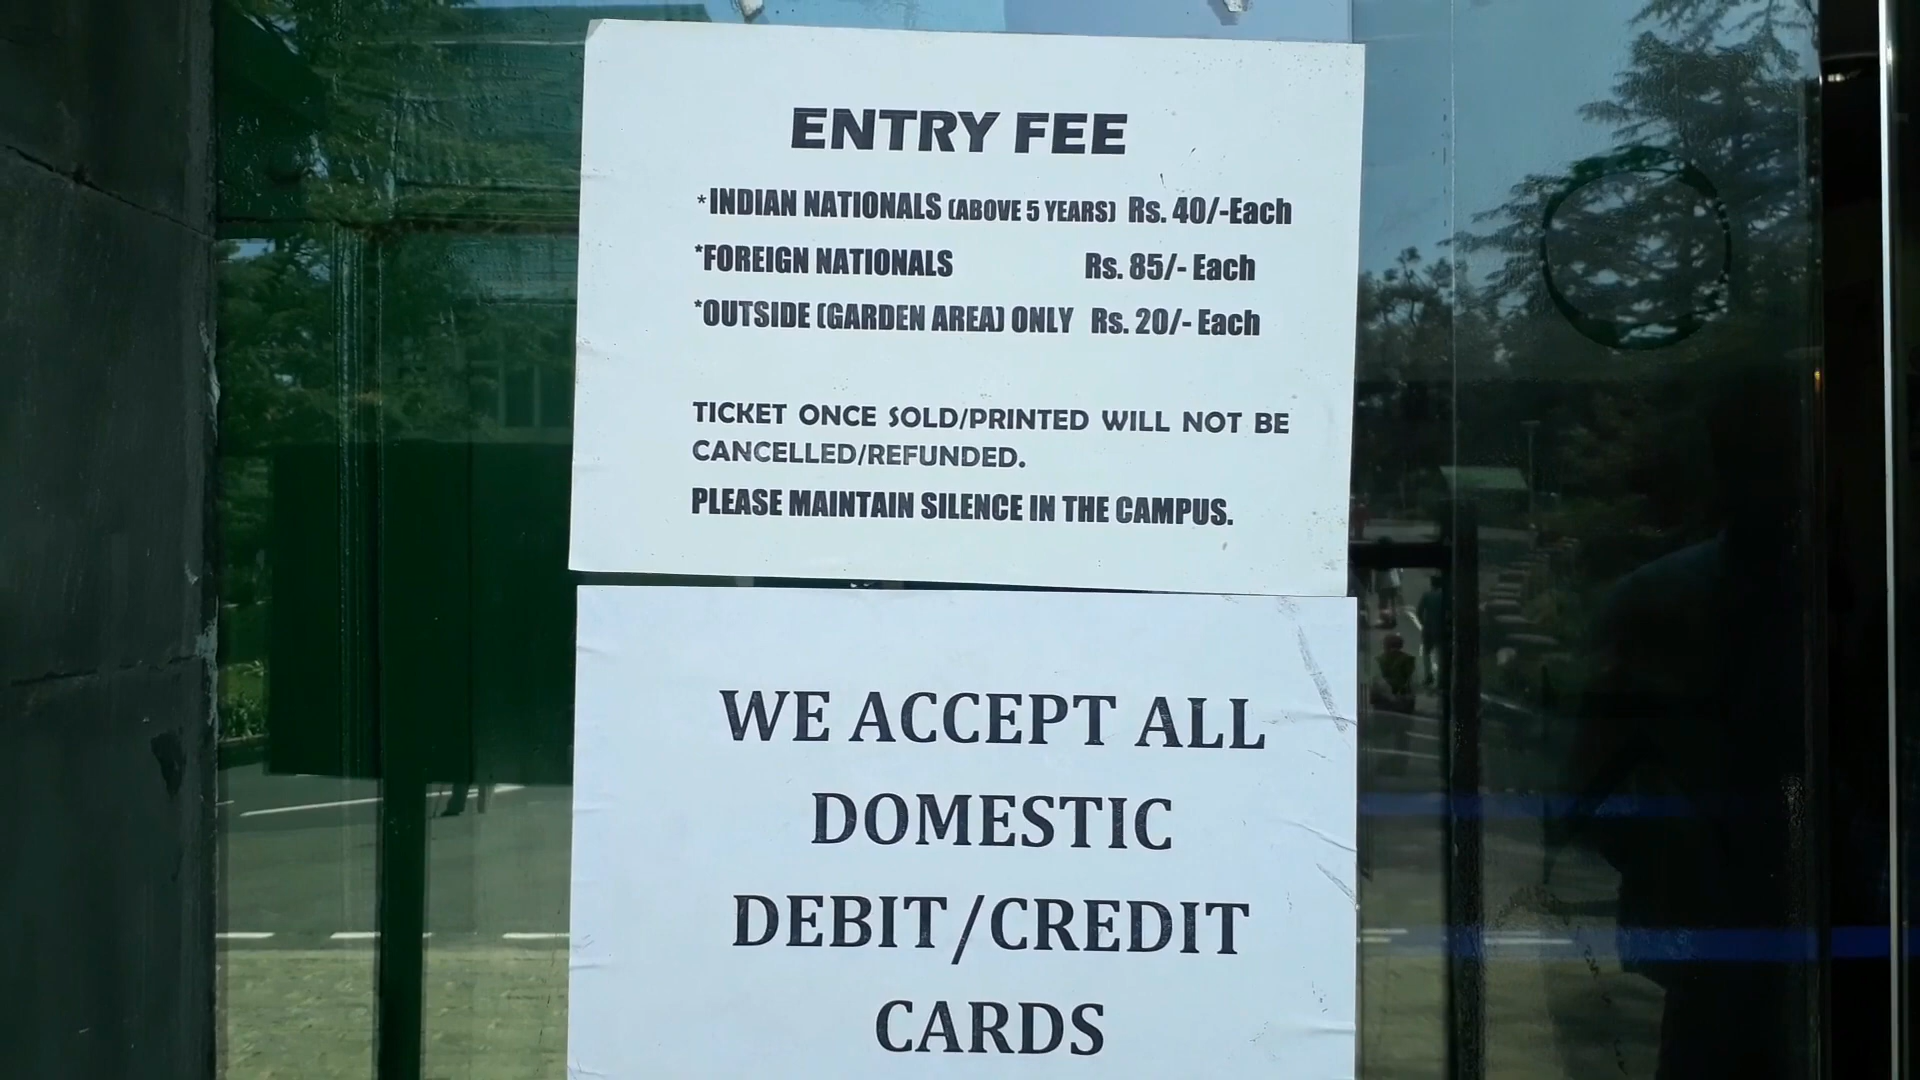 ENTRY FEE
*INDIAN NATIONALS (ABOVE 5 YEARS) Rs. 40/-Each
*FOREIGN NATIONALS Rs. 85/- Each
*OUTSIDE (GARDEN AREA) ONLY Rs. 20/- Each
TICKET ONCE SOLD/PRINTED WILL NOT BE
CANCELLED/REFUNDED.
PLEASE MAINTAIN SILENCE IN THE CAMPUS.
WE ACCEPT ALL
DOMESTIC
DEBIT/CREDIT
CARDS